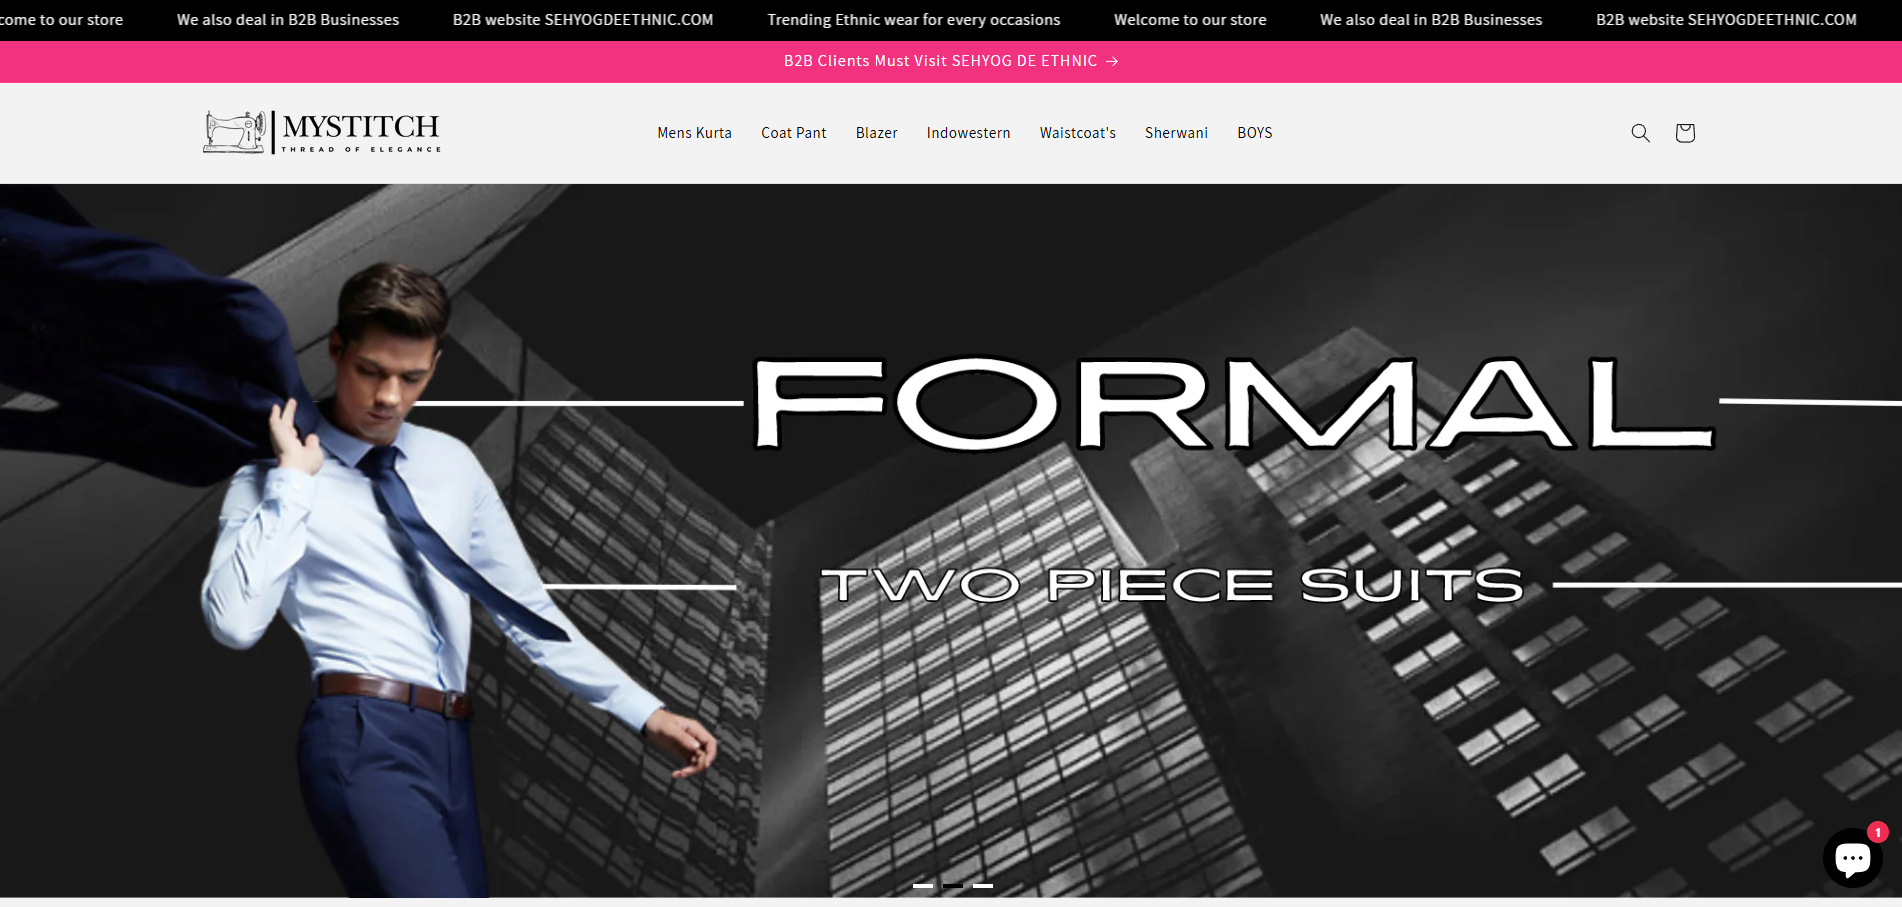 come to our store We also deal in B2B Businesses B2B website SEHYOGDEETHNIC.COM Trending Ethnic wear for every occasions Welcome to our store We also deal in B2B Businesses B2B website SEHYOGDEETHNIC.COM
B2B Clients Must Visit SEHYOG DE ETHNIC →
MYSTITCH
THREAD OF ELEGANCE
Mens Kurta Coat Pant Blazer Indowestern Waistcoat's Sherwani BOYS
FORMAL
TWO PIECE SUITS
1